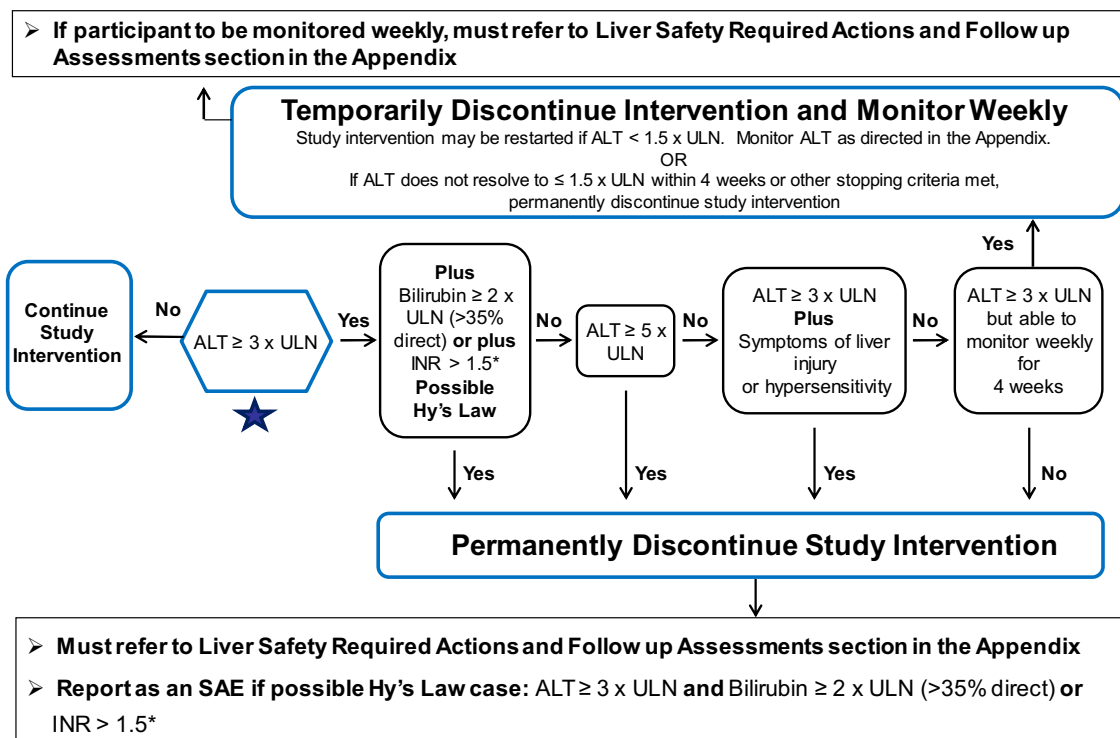 ➢ If participant to be monitored weekly, must refer to Liver Safety Required Actions and Follow up
Assessments section in the Appendix
Temporarily Discontinue Intervention and Monitor Weekly
Study intervention may be restarted if ALT < 1.5 x ULN. Monitor ALT as directed in the Appendix.
OR
If ALT does not resolve to ≤ 1.5 x ULN within 4 weeks or other stopping criteria met,
permanently discontinue study intervention
Yes
Continue
Study
Intervention
No
ALT ≥ 3 x ULN
Yes
Plus
Bilirubin ≥ 2 x
ULN (>35%
direct) or plus
INR > 1.5*
Possible
Hy's Law
No
ALT ≥ 5 x
ULN
No
ALT ≥ 3 x ULN
Plus
Symptoms of liver
injury
or hypersensitivity
No
ALT ≥ 3 x ULN
but able to
monitor weekly
for
4 weeks
Yes
Yes
Yes
No
Permanently Discontinue Study Intervention
➢ Must refer to Liver Safety Required Actions and Follow up Assessments section in the Appendix
➢ Report as an SAE if possible Hy's Law case: ALT ≥ 3 x ULN and Bilirubin ≥ 2 x ULN (>35% direct) or
INR > 1.5*